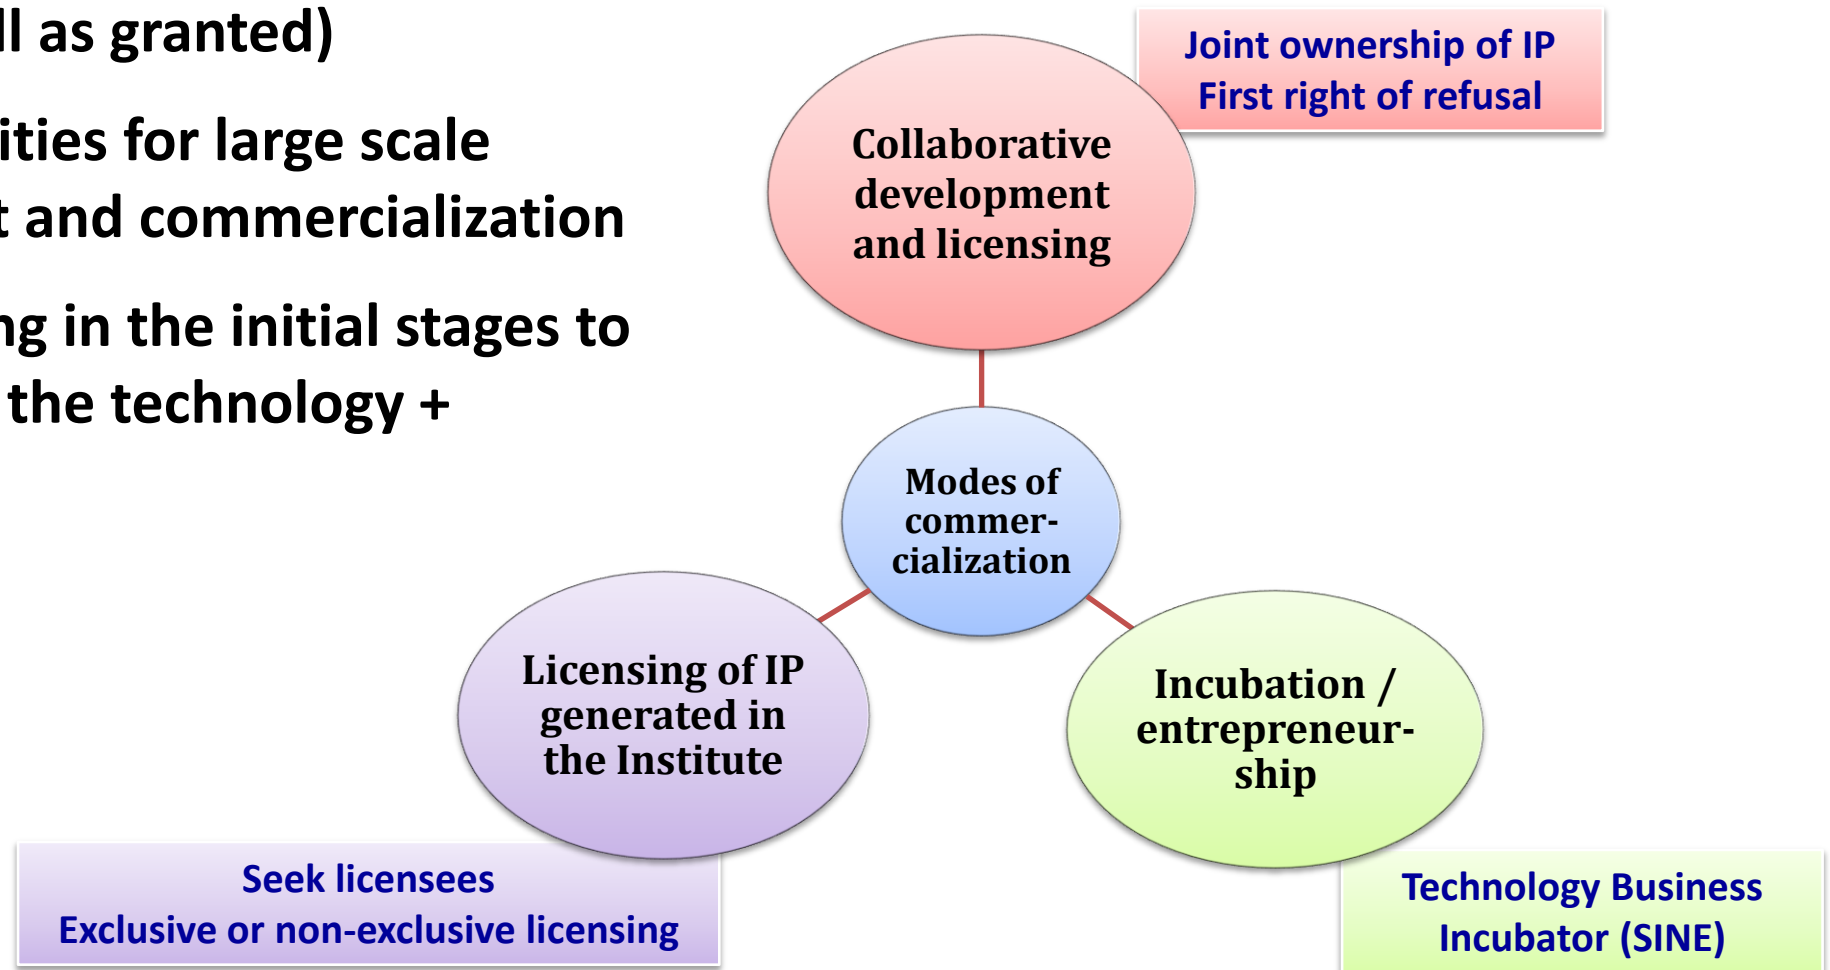 ll as granted)
ities for large scale
t and commercialization
ng in the initial stages to
the technology +
Joint ownership of IP
First right of refusal
Collaborative
development
and licensing
Modes of
commer-
cialization
Licensing of IP
generated in
the Institute
Incubation /
entrepreneur-
ship
Seek licensees
Exclusive or non-exclusive licensing
Technology Business
Incubator (SINE)